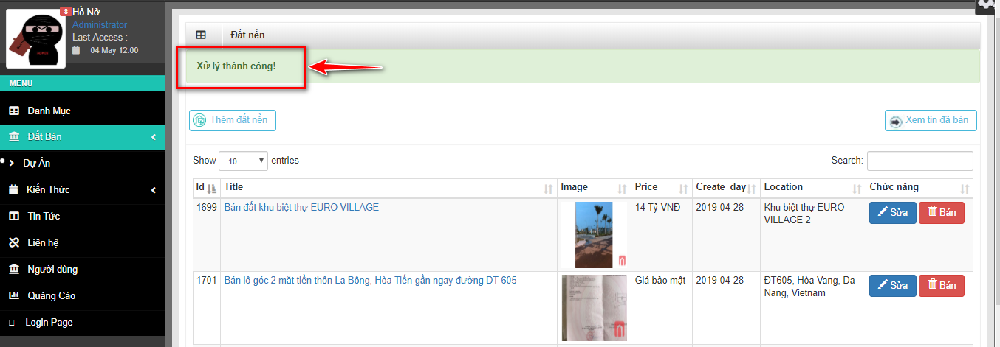 8
Hồ Nở
Administrator
Last Access :
04 May 12:00
MENU
Danh Mục
Đất Bán
Dự Án
Kiến Thức
Tin Tức
Liên hệ
Người dùng
Quảng Cáo
Login Page
Đất nền
Xử lý thành công!
Thêm đất nền
Xem tin đã bán
Show 10 entries
Search:
Id Title Image Price Create_day Location Chức năng
1699 Bán đất khu biệt thự EURO VILLAGE 14 Tỷ VNĐ 2019-04-28 Khu biệt thự EURO Sửa Bán
VILLAGE 2
1701 Bán lô góc 2 măt tiền thôn La Bông, Hòa Tiến gần ngay đường DT 605 Giá bảo mật 2019-04-28 ĐT605, Hòa Vang, Da Sửa Bán
Nang, Vietnam